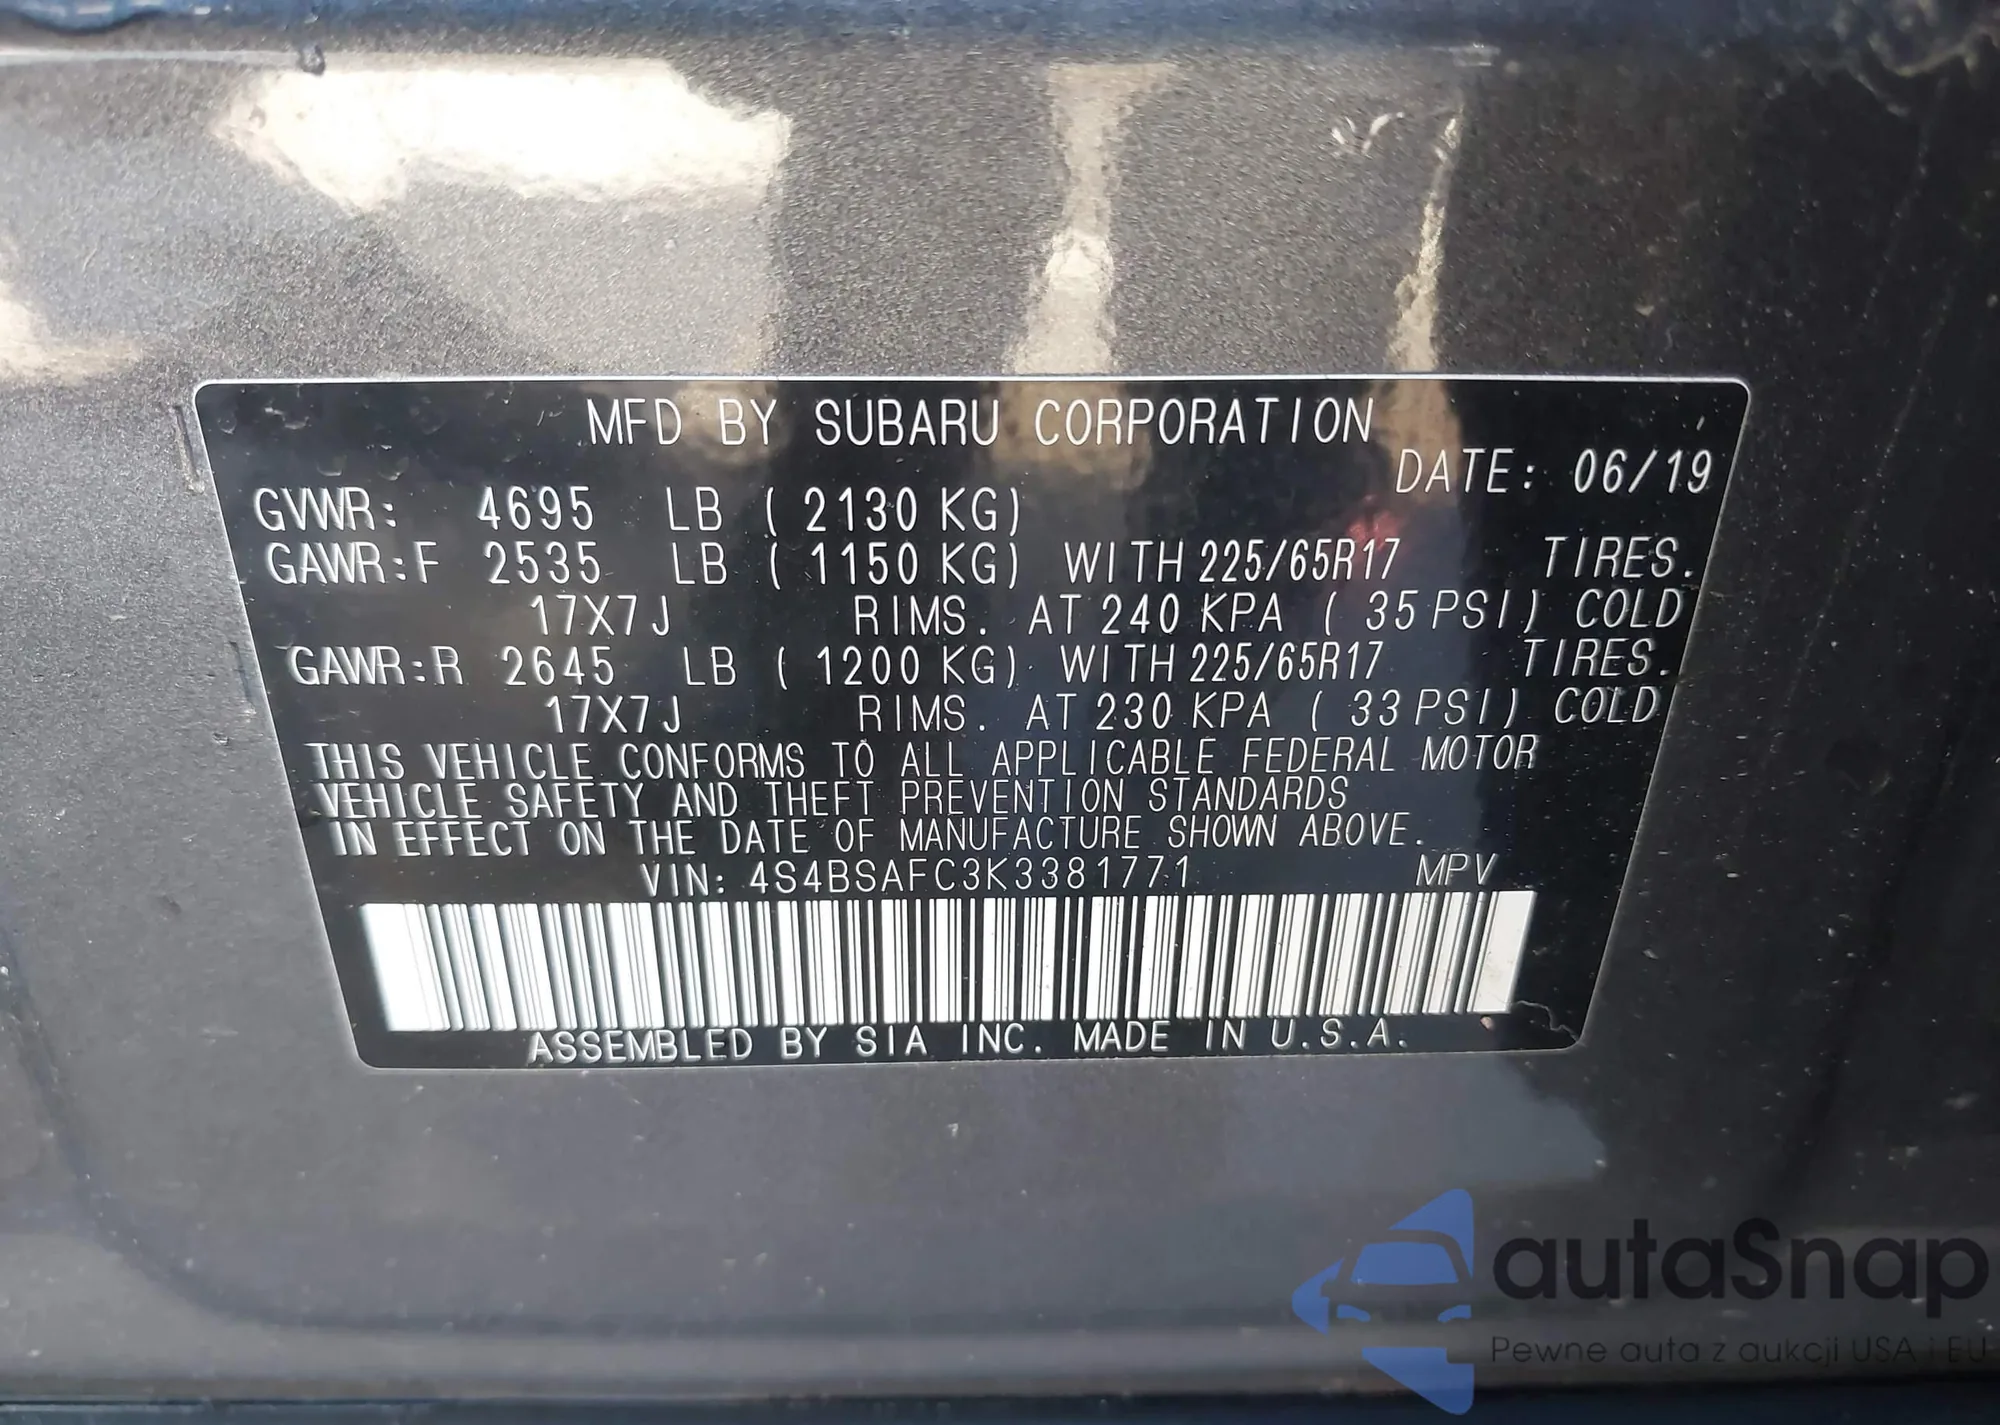 MFD BY SUBARU CORPORATION
DATE: 06/19
GVWR: 4695 LB ( 2130 KG)
GAWR:F 2535 LB ( 1150 KG) WITH 225/65R17 TIRES.
17X7J RIMS. AT 240 KPA ( 35 PSI) COLD
GAWR:R 2645 LB ( 1200 KG) WITH 225/65R17 TIRES.
17X7J RIMS. AT 230 KPA ( 33 PSI) COLD
THIS VEHICLE CONFORMS TO ALL APPLICABLE FEDERAL MOTOR
VEHICLE SAFETY AND THEFT PREVENTION STANDARDS
IN EFFECT ON THE DATE OF MANUFACTURE SHOWN ABOVE.
VIN: 4S4BSAFC3K3381771 MPV
ASSEMBLED BY SIA INC. MADE IN U.S.A.
autaSnap
Pewne auta z aukcji USA i EU